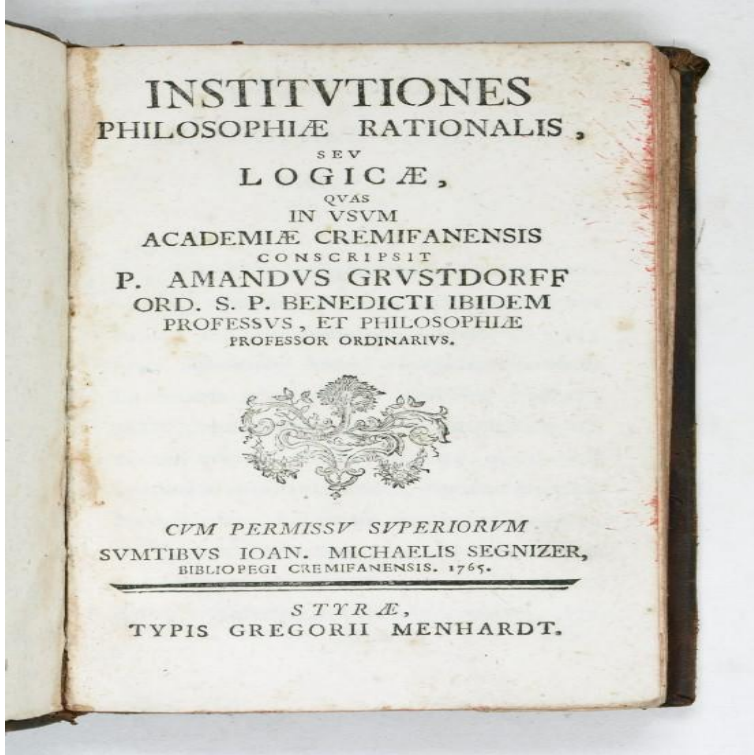 INSTITVTIONES
PHILOSOPHIÆ RATIONALIS,
SEV
LOGICÆ,
QVAS
IN VSVM
ACADEMIÆ CREMIFANENSIS
CONSCRIPSIT
P. AMANDVS GRVSTDORFF
ORD. S. P. BENEDICTI IBIDEM
PROFESSVS, ET PHILOSOPHIÆ
PROFESSOR ORDINARIVS.
CVM PERMISSV SVPERIORVM
SVMTIBVS IOAN. MICHAELIS SEGNIZER,
BIBLIOPEGI CREMIFANENSIS. 1765.
STYRÆ,
TYPIS GREGORII MENHARDT.